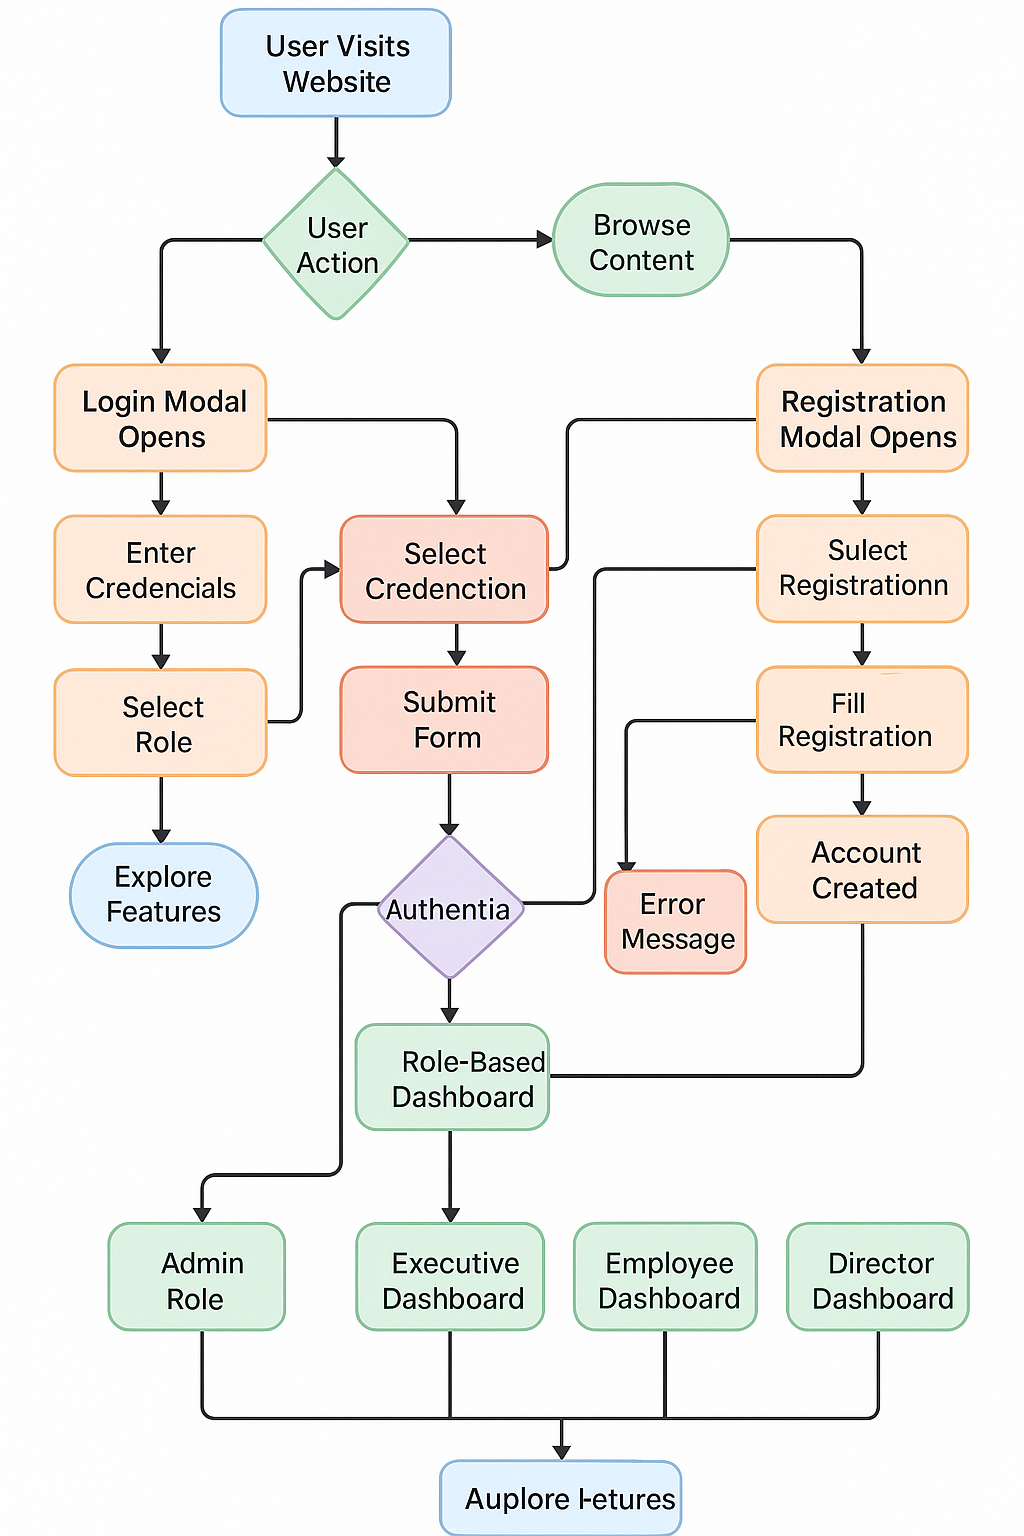 User Visits
Website
User
Action
Browse
Content
Login Modal
Opens
Registration
Modal Opens
Enter
Credencials
Select
Credenction
Sulect
Registrationn
Select
Role
Submit
Form
Fill
Registration
Explore
Features
Authentia
Error
Message
Account
Created
Role-Based
Dashboard
Admin
Role
Executive
Dashboard
Employee
Dashboard
Director
Dashboard
Auplore